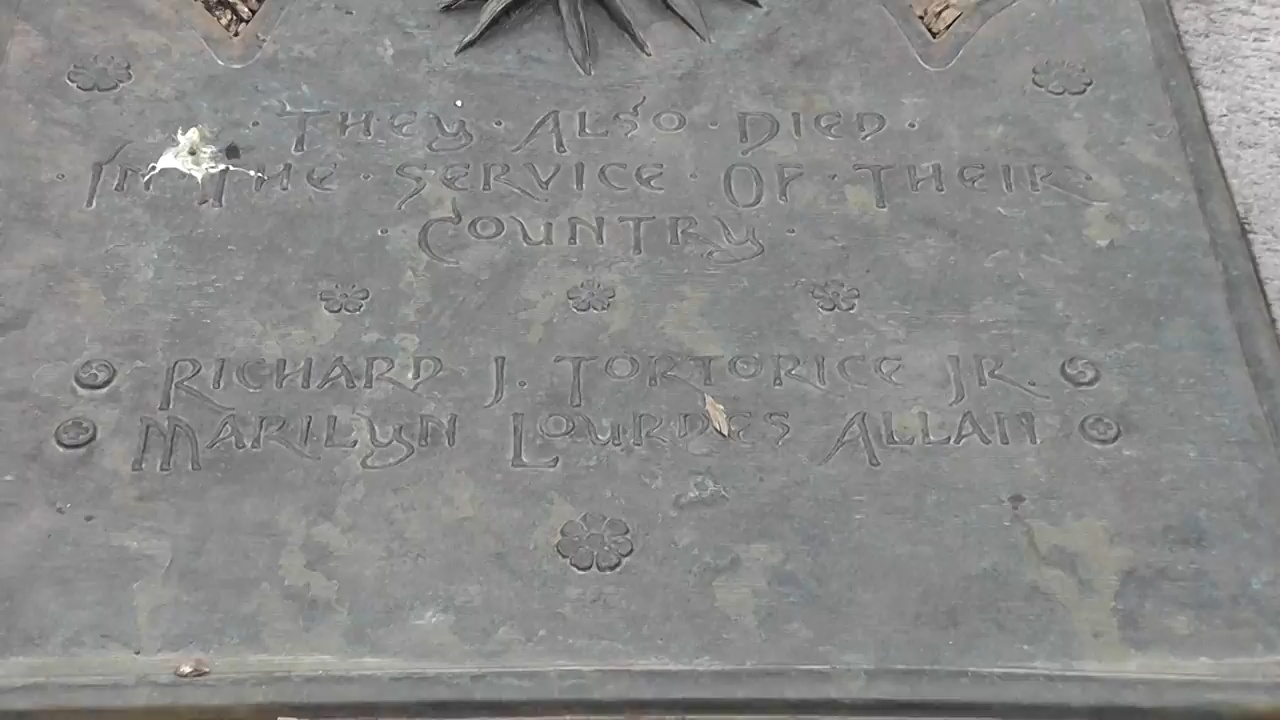 · THEY · ALSO · DIED ·
· IN THE · SERVICE · OF · THEIR ·
· COUNTRY ·
RICHARD J. TORTORICE JR.
MARILYN LOURDES ALLAN